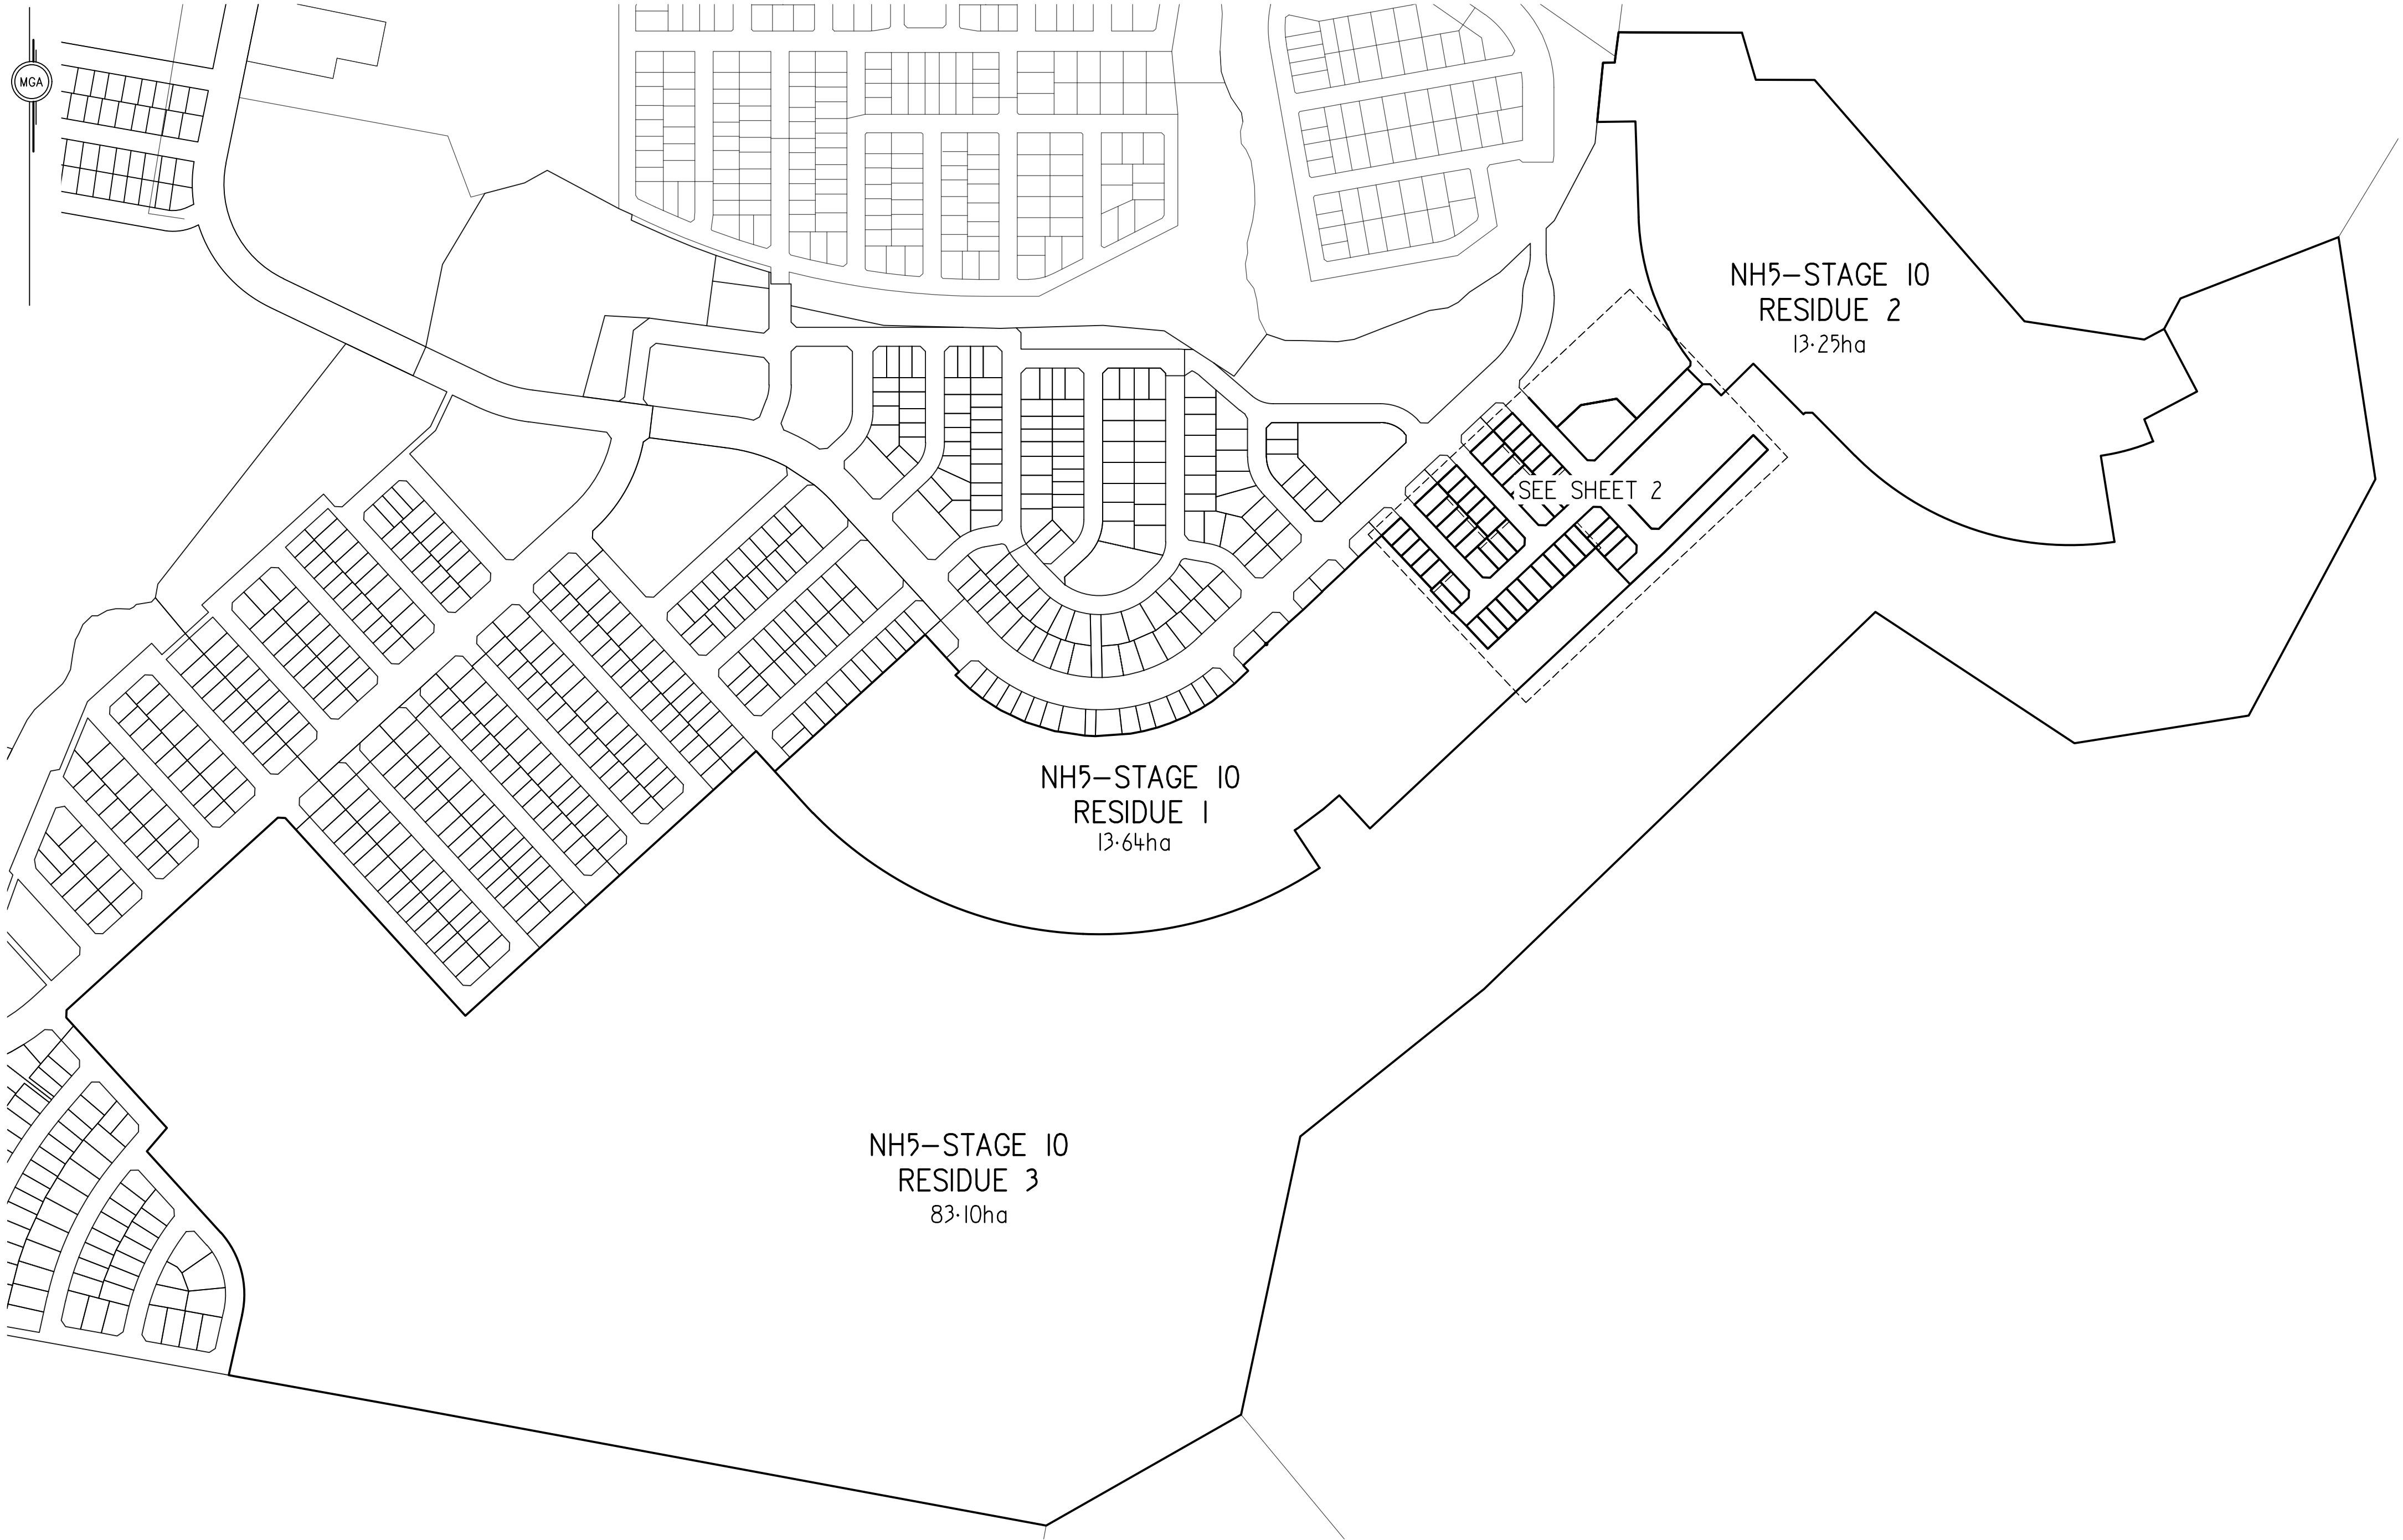 MGA
NH5-STAGE 10
RESIDUE 2
13·25ha
SEE SHEET 2
NH5-STAGE 10
RESIDUE 1
13·64ha
NH5-STAGE 10
RESIDUE 3
83·10ha